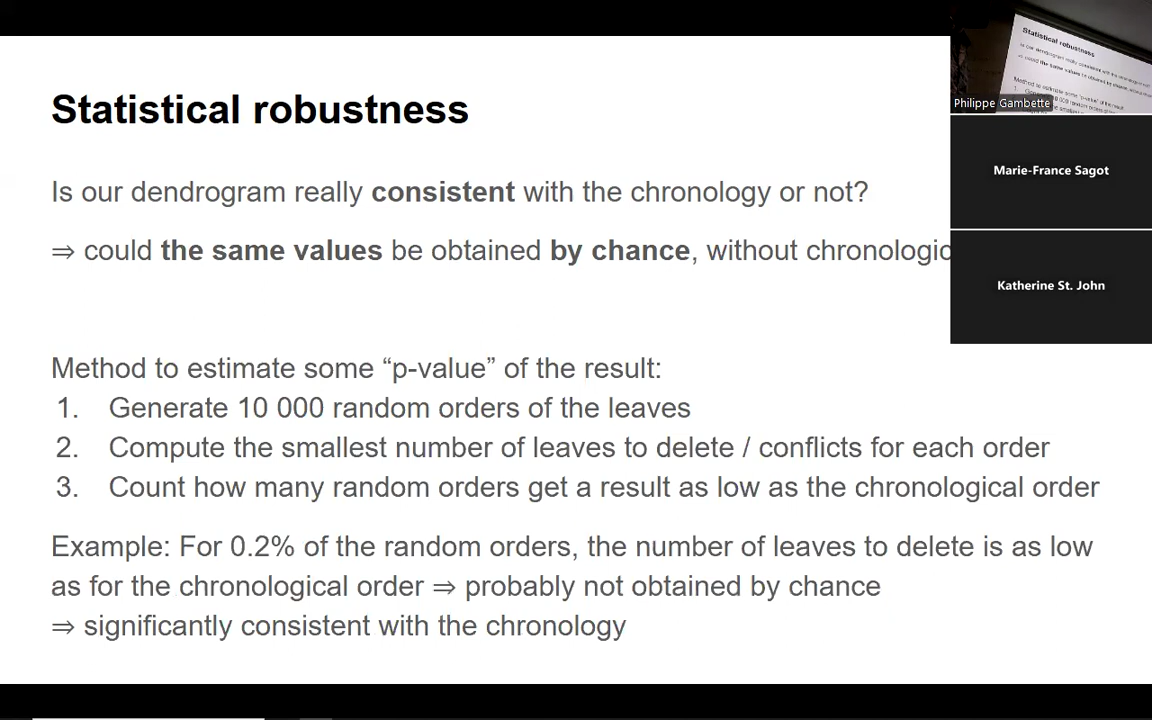 Statistical robustness
Is our dendrogram really consistent with the chronology or not?
⇒ could the same values be obtained by chance, without chronologic
Method to estimate some “p-value” of the result:
1. Generate 10 000 random orders of the leaves
2. Compute the smallest number of leaves to delete / conflicts for each order
3. Count how many random orders get a result as low as the chronological order
Example: For 0.2% of the random orders, the number of leaves to delete is as low
as for the chronological order ⇒ probably not obtained by chance
⇒ significantly consistent with the chronology
Statistical robustness
Philippe Gambette
Marie-France Sagot
Katherine St. John